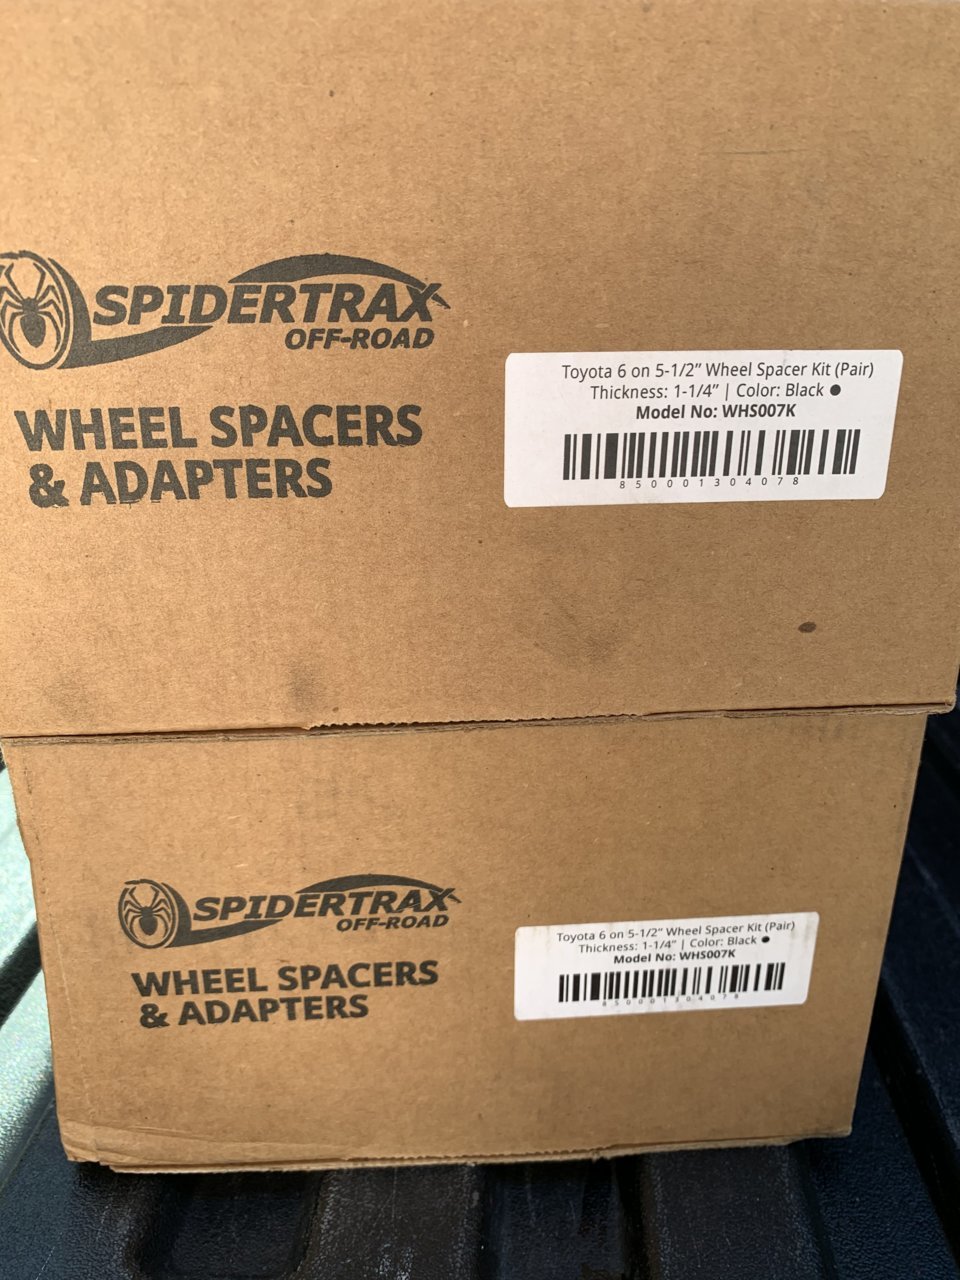 SPIDERTRAX
OFF-ROAD
WHEEL SPACERS
& ADAPTERS
Toyota 6 on 5-1/2” Wheel Spacer Kit (Pair)
Thickness: 1-1/4” | Color: Black ●
Model No: WHS007K
850001304078
SPIDERTRAX
OFF-ROAD
WHEEL SPACERS
& ADAPTERS
Toyota 6 on 5-1/2” Wheel Spacer Kit (Pair)
Thickness: 1-1/4” | Color: Black ●
Model No: WHS007K
850001304078